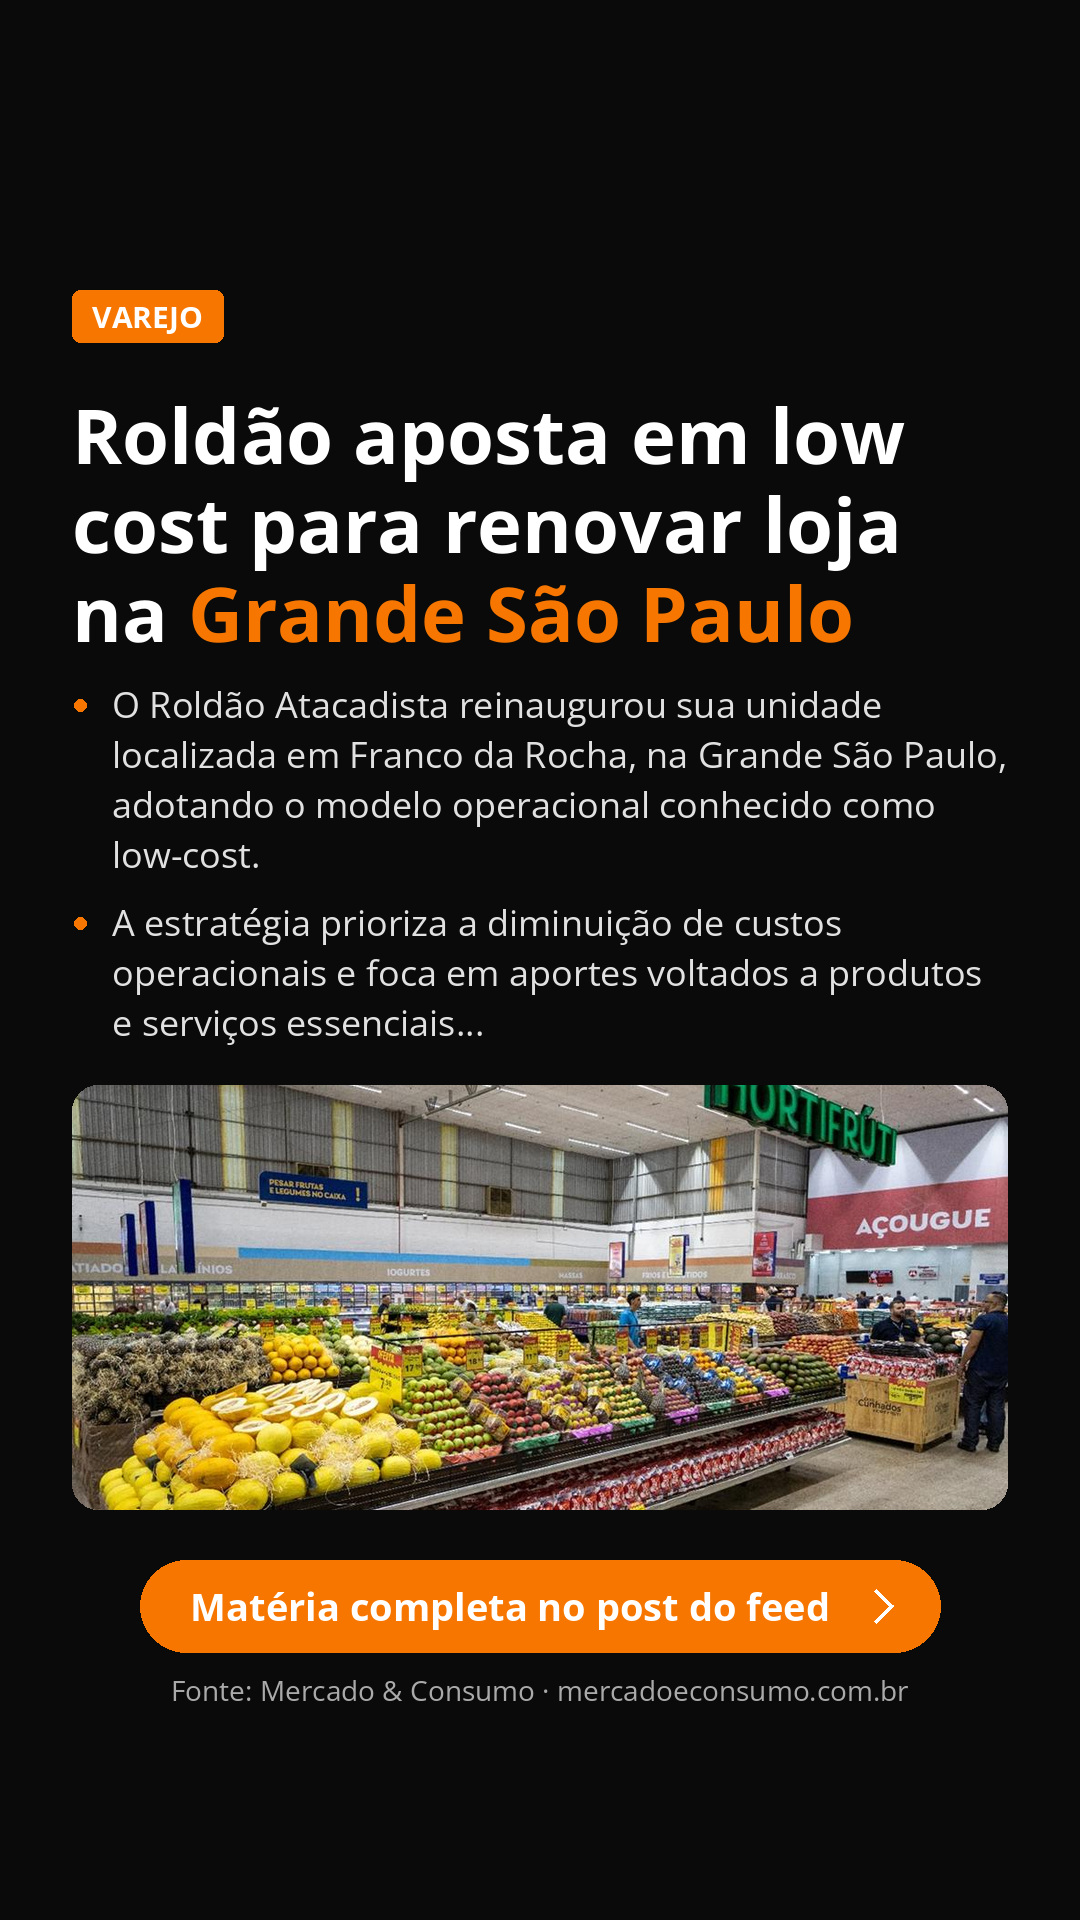 VAREJO
Roldão aposta em low
cost para renovar loja
na Grande São Paulo
• O Roldão Atacadista reinaugurou sua unidade
localizada em Franco da Rocha, na Grande São Paulo,
adotando o modelo operacional conhecido como
low-cost.
• A estratégia prioriza a diminuição de custos
operacionais e foca em aportes voltados a produtos
e serviços essenciais...
HORTIFRÚTI
PESAR FRUTAS
E LEGUMES NO CAIXA !
AÇOUGUE
IOGURTES
MASSAS
Cunhados
Matéria completa no post do feed
Fonte: Mercado & Consumo · mercadoeconsumo.com.br